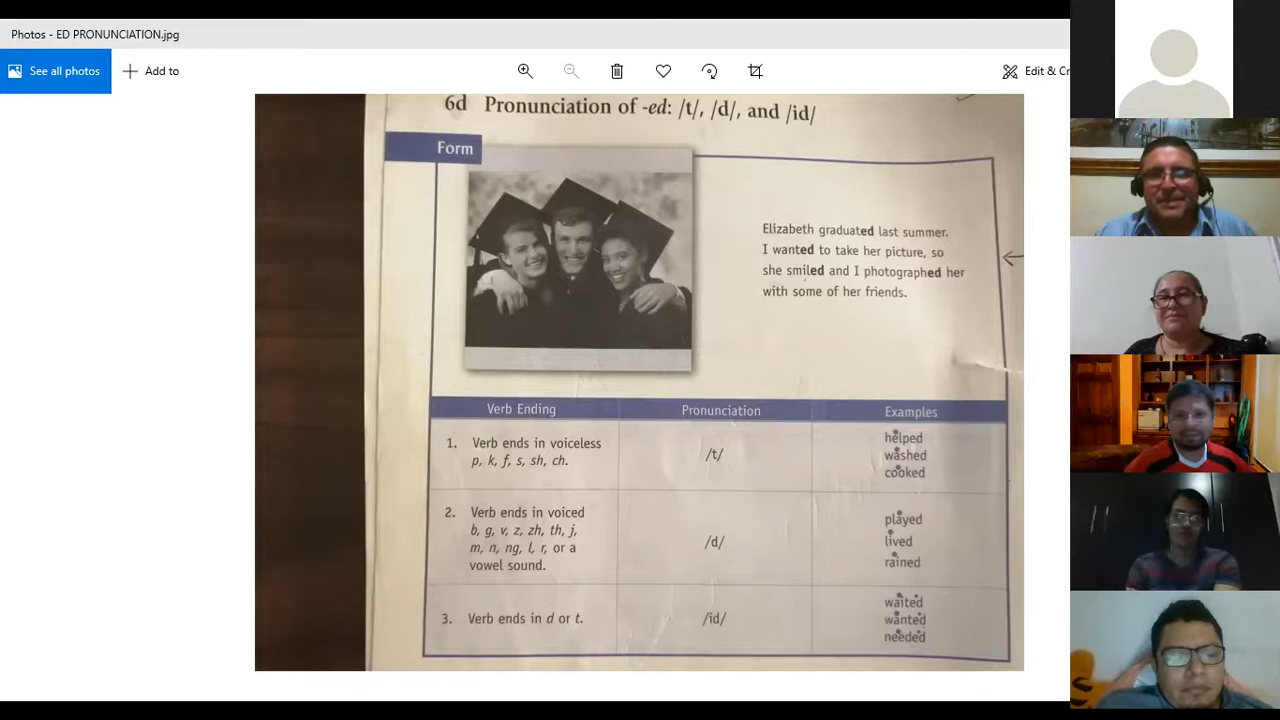 Photos - ED PRONUNCIATION.jpg
See all photos
Add to
Edit & Cr
6d Pronunciation of -ed: /t/, /d/, and /id/
Form
Elizabeth graduated last summer.
I wanted to take her picture, so
she smiled and I photographed her
with some of her friends.
Verb Ending Pronunciation Examples
1. Verb ends in voiceless
p, k, f, s, sh, ch.
/t/
helped
washed
cooked
2. Verb ends in voiced
b, g, v, z, zh, th, j,
m, n, ng, l, r, or a
vowel sound.
/d/
played
lived
rained
3. Verb ends in d or t.
/id/
waited
wanted
needed